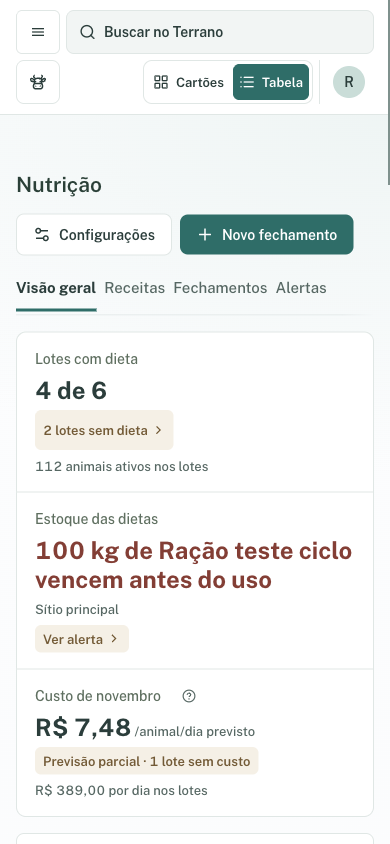 Buscar no Terrano
Cartões
Tabela
R
Nutrição
Configurações
Novo fechamento
Visão geral
Receitas
Fechamentos
Alertas
Lotes com dieta
4 de 6
2 lotes sem dieta
112 animais ativos nos lotes
Estoque das dietas
100 kg de Ração teste ciclo
vencem antes do uso
Sítio principal
Ver alerta
Custo de novembro
R$ 7,48 /animal/dia previsto
Previsão parcial · 1 lote sem custo
R$ 389,00 por dia nos lotes